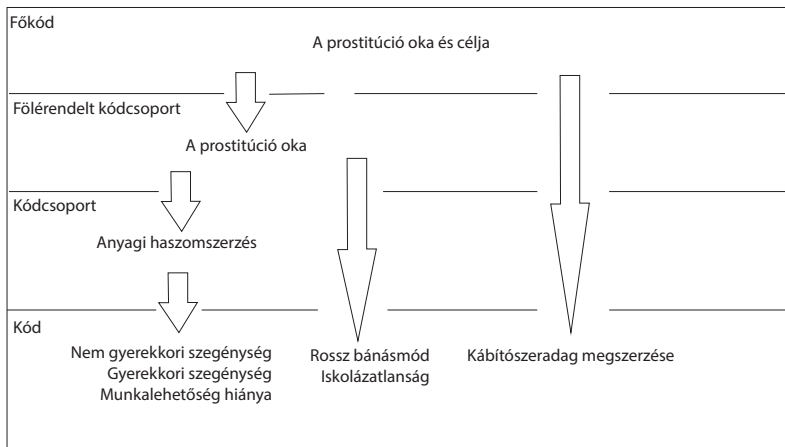 Főkód
A prostitúció oka és célja
Fölérendelt kódcsoport
A prostitúció oka
Kódcsoport
Anyagi haszomszerzés
Kód
Nem gyerekkori szegénység
Gyerekkori szegénység
Munkalehetőség hiánya
Rossz bánásmód
Iskolázatlanság
Kábítószeradag megszerzése